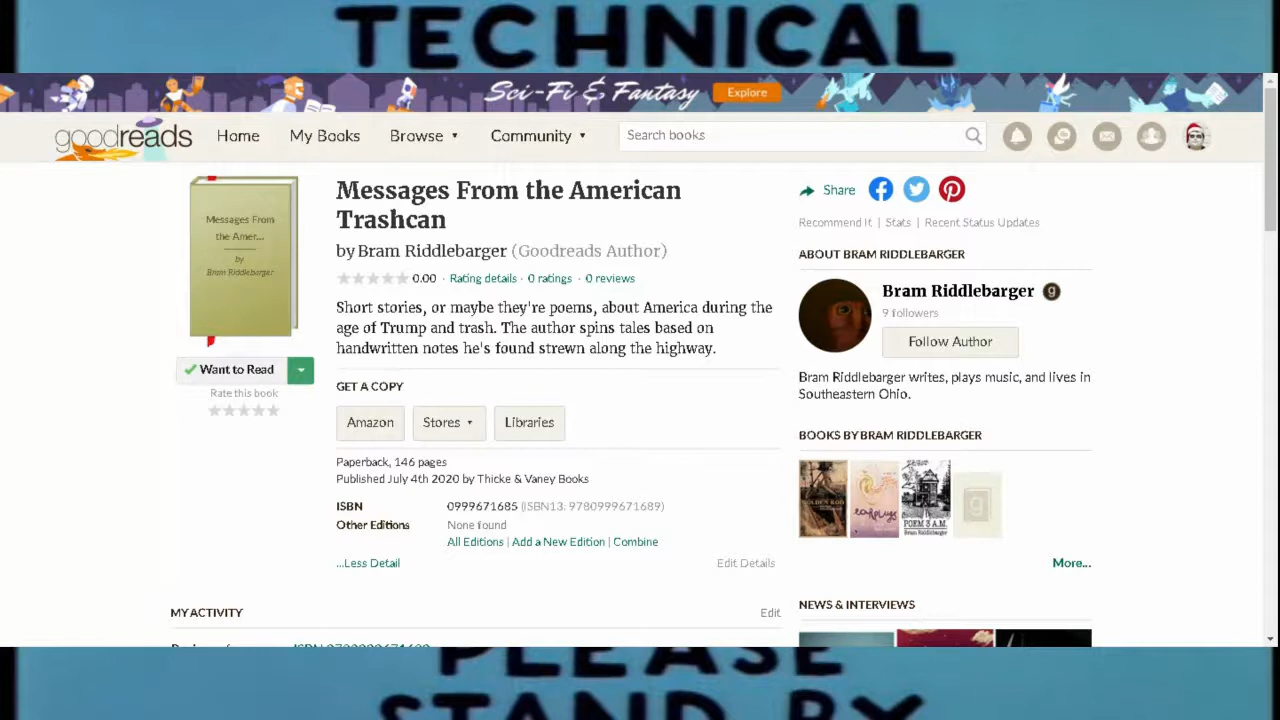 TECHNICAL
Sci-Fi & Fantasy Explore
goodreads Home My Books Browse ▼ Community ▼ Search books
Messages From
the Amer...
by
Bram Riddlebarger
Want to Read
Rate this book
Messages From the American
Trashcan
by Bram Riddlebarger (Goodreads Author)
0.00 · Rating details · 0 ratings · 0 reviews
Short stories, or maybe they're poems, about America during the
age of Trump and trash. The author spins tales based on
handwritten notes he's found strewn along the highway.
GET A COPY
Amazon Stores ▼ Libraries
Paperback, 146 pages
Published July 4th 2020 by Thicke & Vaney Books
ISBN 0999671685 (ISBN13: 9780999671689)
Other Editions None found
All Editions | Add a New Edition | Combine
...Less Detail Edit Details
MY ACTIVITY Edit
Share
Recommend It | Stats | Recent Status Updates
ABOUT BRAM RIDDLEBARGER
Bram Riddlebarger g
9 followers
Follow Author
Bram Riddlebarger writes, plays music, and lives in
Southeastern Ohio.
BOOKS BY BRAM RIDDLEBARGER
earplugs
POEM 3 A.M.
Bram Riddlebarger
g
More...
NEWS & INTERVIEWS
PLEASE
STAND BY